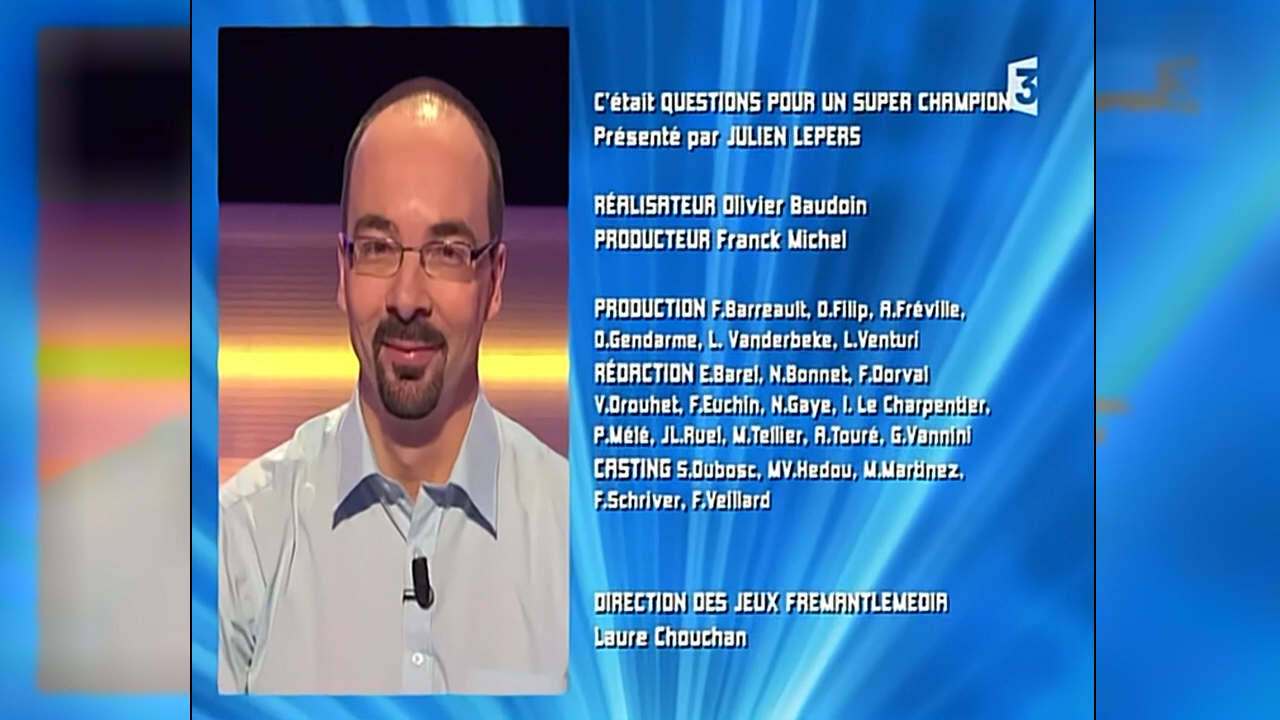 C'était QUESTIONS POUR UN SUPER CHAMPION
3
Présenté par JULIEN LEPERS
RÉALISATEUR Olivier Baudoin
PRODUCTEUR Franck Michel
PRODUCTION F.Barreault, D.Filip, A.Fréville,
D.Gendarme, L. Vanderbeke, L.Venturi
RÉDACTION E.Barel, N.Bonnet, F.Dorval
V.Drouhet, F.Euchin, N.Gaye, I. Le Charpentier,
P.Mélé, JL.Ruel, M.Tellier, A.Touré, G.Vannini
CASTING S.Dubosc, MV.Hedou, M.Martinez,
F.Schriver, F.Veillard
DIRECTION DES JEUX FREMANTLEMEDIA
Laure Chouchan